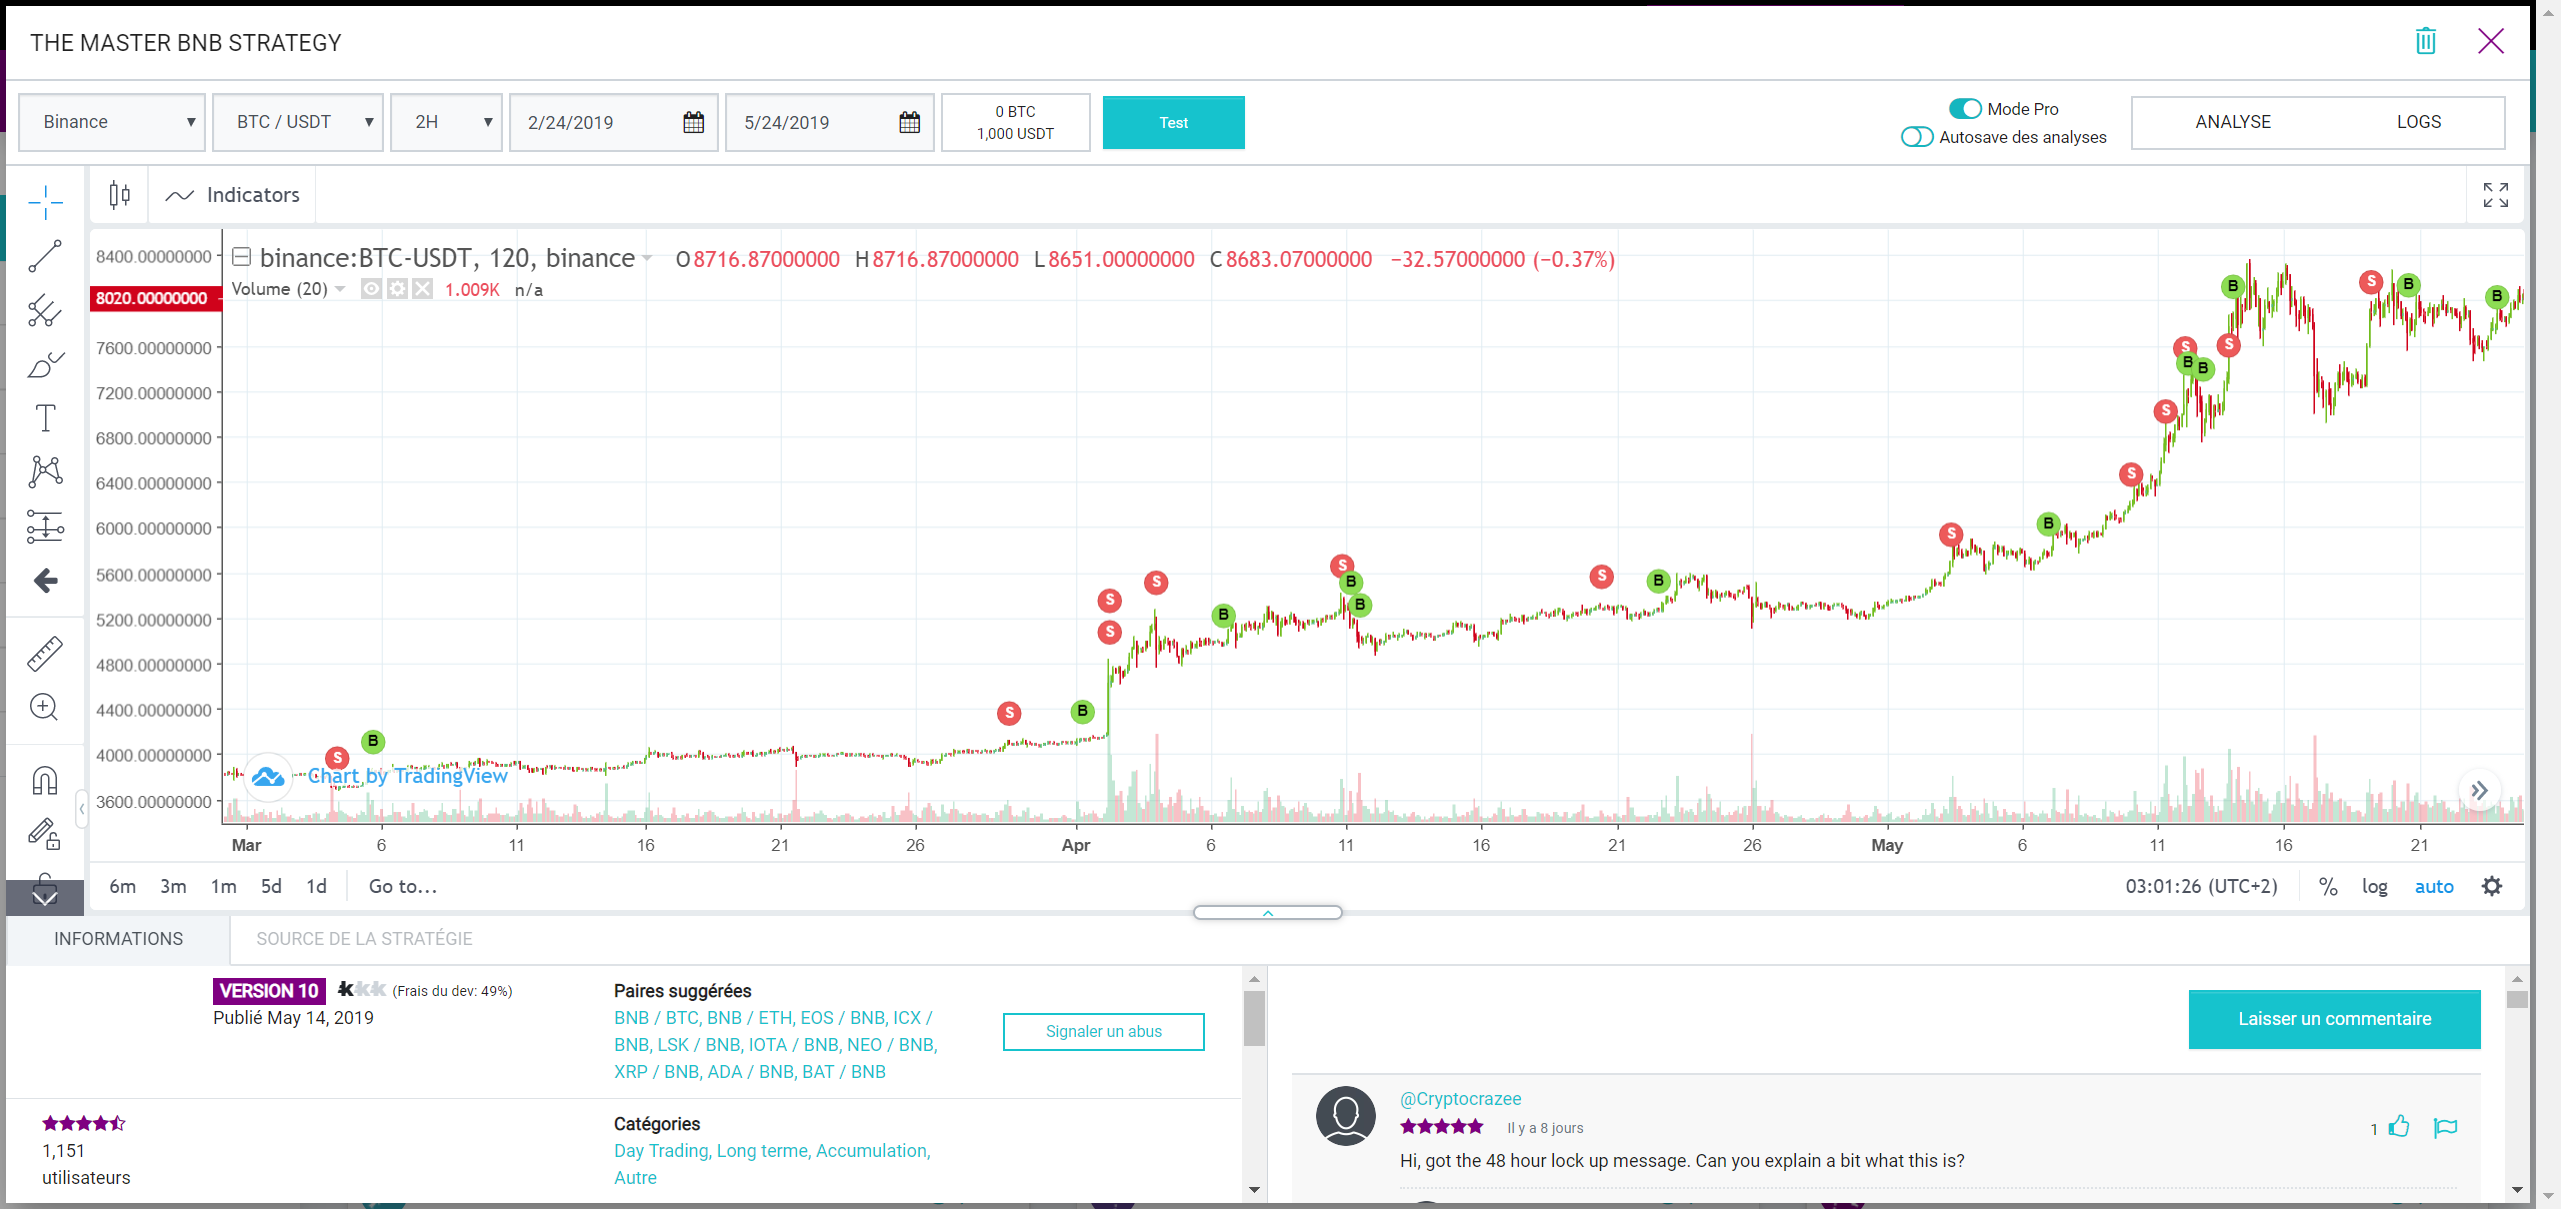 THE MASTER BNB STRATEGY
Binance
BTC / USDT
2H
2/24/2019
5/24/2019
0 BTC
1,000 USDT
Test
Mode Pro
Autosave des analyses
ANALYSE
LOGS
Indicators
binance:BTC-USDT, 120, binance O8716.87000000 H8716.87000000 L8651.00000000 C8683.07000000 −32.57000000 (−0.37%)
Volume (20) 1.009K n/a
8400.00000000
8020.00000000
7600.00000000
7200.00000000
6800.00000000
6400.00000000
6000.00000000
5600.00000000
5200.00000000
4800.00000000
4400.00000000
4000.00000000
3600.00000000
S
B
S
B
S
S
S
B
S
B
B
S
B
S
B
S
S
S
B
B
S
B
S
B
B
Chart by TradingView
Mar 6 11 16 21 26 Apr 6 11 16 21 26 May 6 11 16 21
6m 3m 1m 5d 1d Go to...
03:01:26 (UTC+2) % log auto
INFORMATIONS
SOURCE DE LA STRATÉGIE
VERSION 10 kkk (Frais du dev: 49%)
Publié May 14, 2019
Paires suggérées
BNB / BTC, BNB / ETH, EOS / BNB, ICX /
BNB, LSK / BNB, IOTA / BNB, NEO / BNB,
XRP / BNB, ADA / BNB, BAT / BNB
Signaler un abus
1,151
utilisateurs
Catégories
Day Trading, Long terme, Accumulation,
Autre
Laisser un commentaire
@Cryptocrazee
Il y a 8 jours
1
Hi, got the 48 hour lock up message. Can you explain a bit what this is?